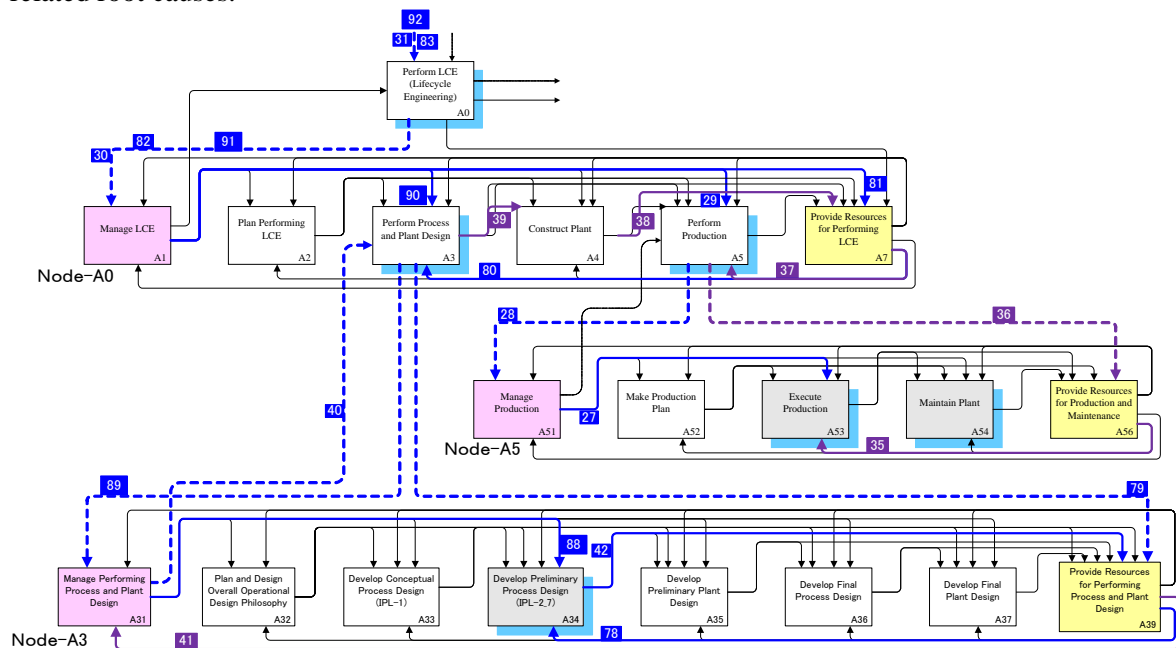 related root causes.
92
31
83
Perform LCE
(Lifecycle
Engineering)
A0
30
82
91
90
39
38
29
81
Manage LCE
A1
Plan Performing
LCE
A2
Perform Process
and Plant Design
A3
Construct Plant
A4
Perform
Production
A5
Provide Resources
for Performing
LCE
A7
Node-A0
80
37
28
36
40
Manage
Production
A51
27
Make Production
Plan
A52
Execute
Production
A53
Maintain Plant
A54
Provide Resources
for Production and
Maintenance
A56
Node-A5
35
89
79
88
42
Manage Performing
Process and Plant
Design
A31
Plan and Design
Overall Operational
Design Philosophy
A32
Develop Conceptual
Process Design
(IPL-1)
A33
Develop Preliminary
Process Design
(IPL-2_7)
A34
Develop
Preliminary Plant
Design
A35
Develop Final
Process Design
A36
Develop Final
Plant Design
A37
Provide Resources
for Performing
Process and Plant
Design
A39
Node-A3
41
78